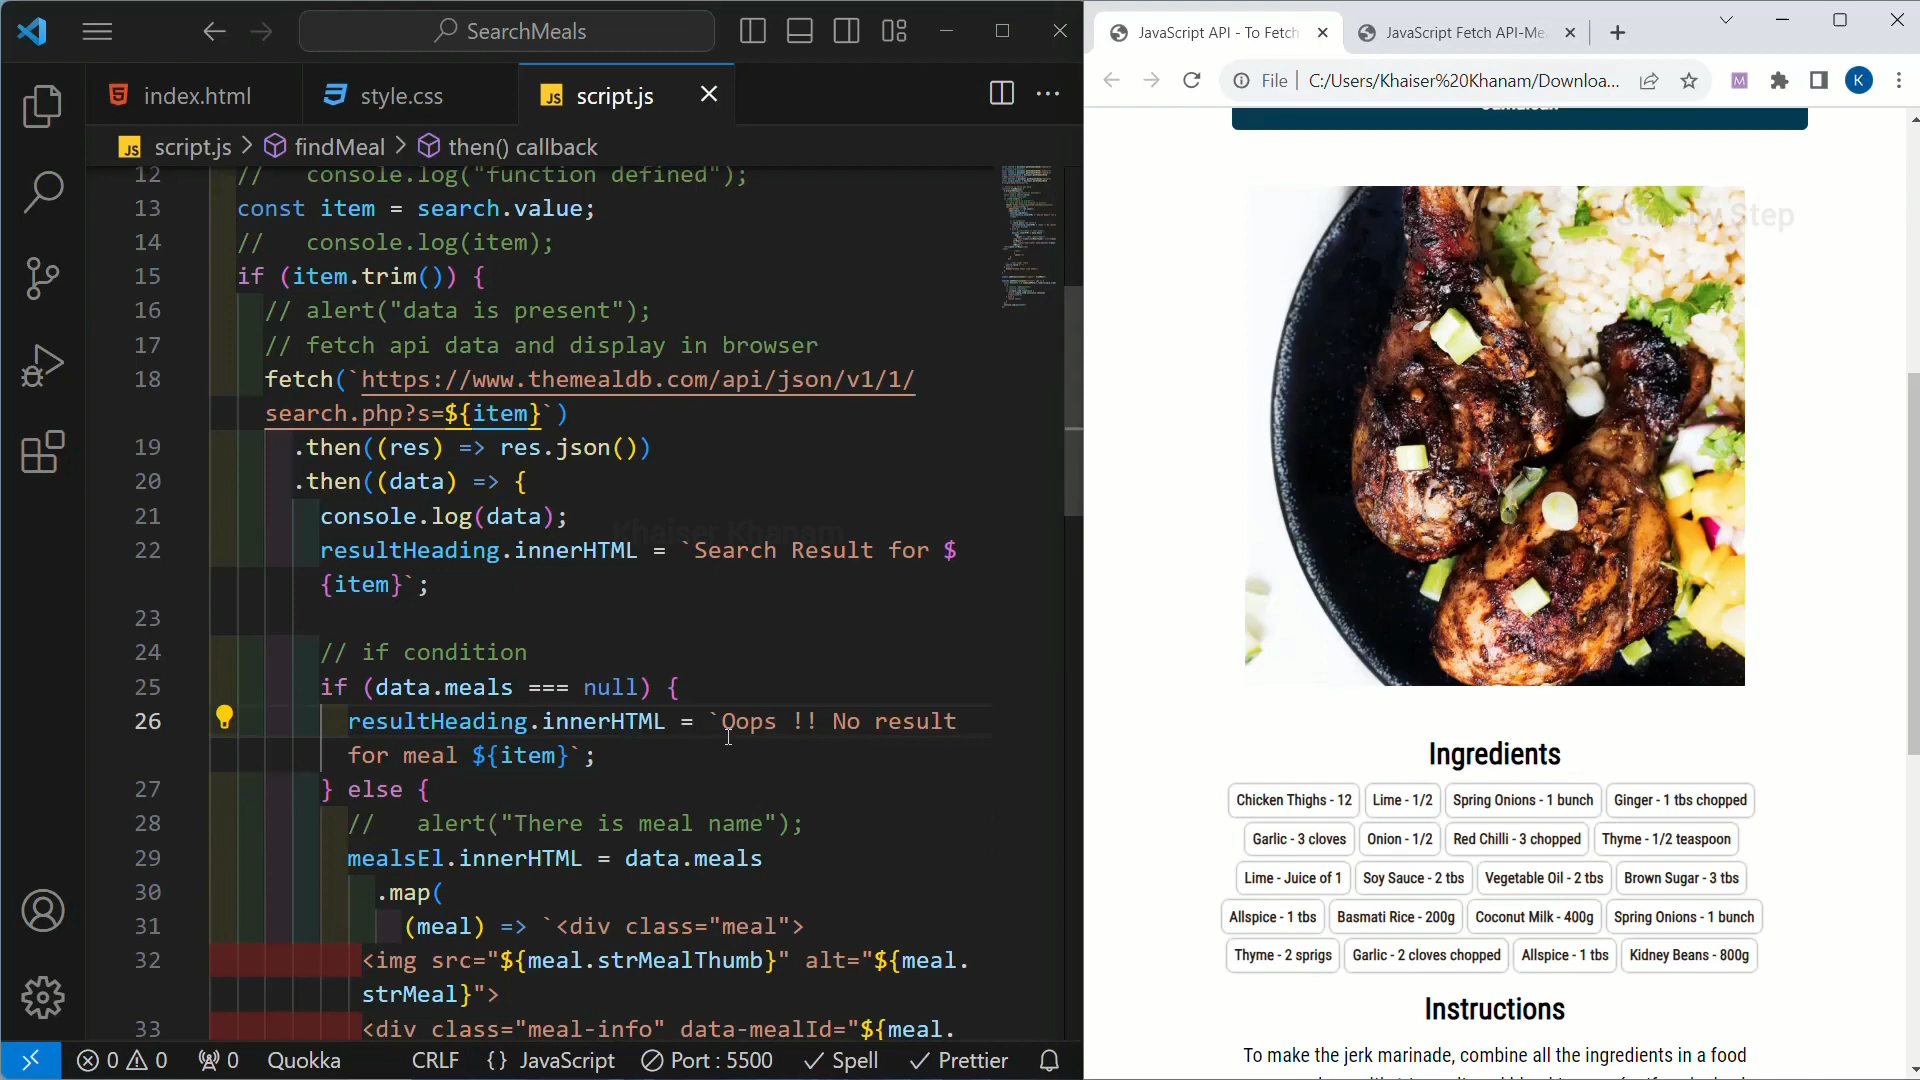 SearchMeals
index.html
style.css
JS script.js
JS script.js > findMeal > then() callback
12 // console.log("function defined");
13 const item = search.value;
14 // console.log(item);
15 if (item.trim()) {
16 // alert("data is present");
17 // fetch api data and display in browser
18 fetch(`https://www.themealdb.com/api/json/v1/1/
search.php?s=${item}`)
19 .then((res) => res.json())
20 .then((data) => {
21 console.log(data);
22 resultHeading.innerHTML = `Search Result for $
{item}`;
23
24 // if condition
25 if (data.meals === null) {
26 resultHeading.innerHTML = `Oops !! No result
for meal ${item}`;
27 } else {
28 // alert("There is meal name");
29 mealsEl.innerHTML = data.meals
30 .map(
31 (meal) => `<div class="meal">
32 <img src="${meal.strMealThumb}" alt="${meal.
strMeal}">
33 <div class="meal-info" data-mealId="${meal.
Khaiser Khanam
0 0 0 Quokka CRLF {} JavaScript Port : 5500 Spell Prettier
JavaScript API - To Fetch
JavaScript Fetch API-Me
File C:/Users/Khaiser%20Khanam/Downloa...
M
K
Step by Step
Ingredients
Chicken Thighs - 12 Lime - 1/2 Spring Onions - 1 bunch Ginger - 1 tbs chopped
Garlic - 3 cloves Onion - 1/2 Red Chilli - 3 chopped Thyme - 1/2 teaspoon
Lime - Juice of 1 Soy Sauce - 2 tbs Vegetable Oil - 2 tbs Brown Sugar - 3 tbs
Allspice - 1 tbs Basmati Rice - 200g Coconut Milk - 400g Spring Onions - 1 bunch
Thyme - 2 sprigs Garlic - 2 cloves chopped Allspice - 1 tbs Kidney Beans - 800g
Instructions
To make the jerk marinade, combine all the ingredients in a food